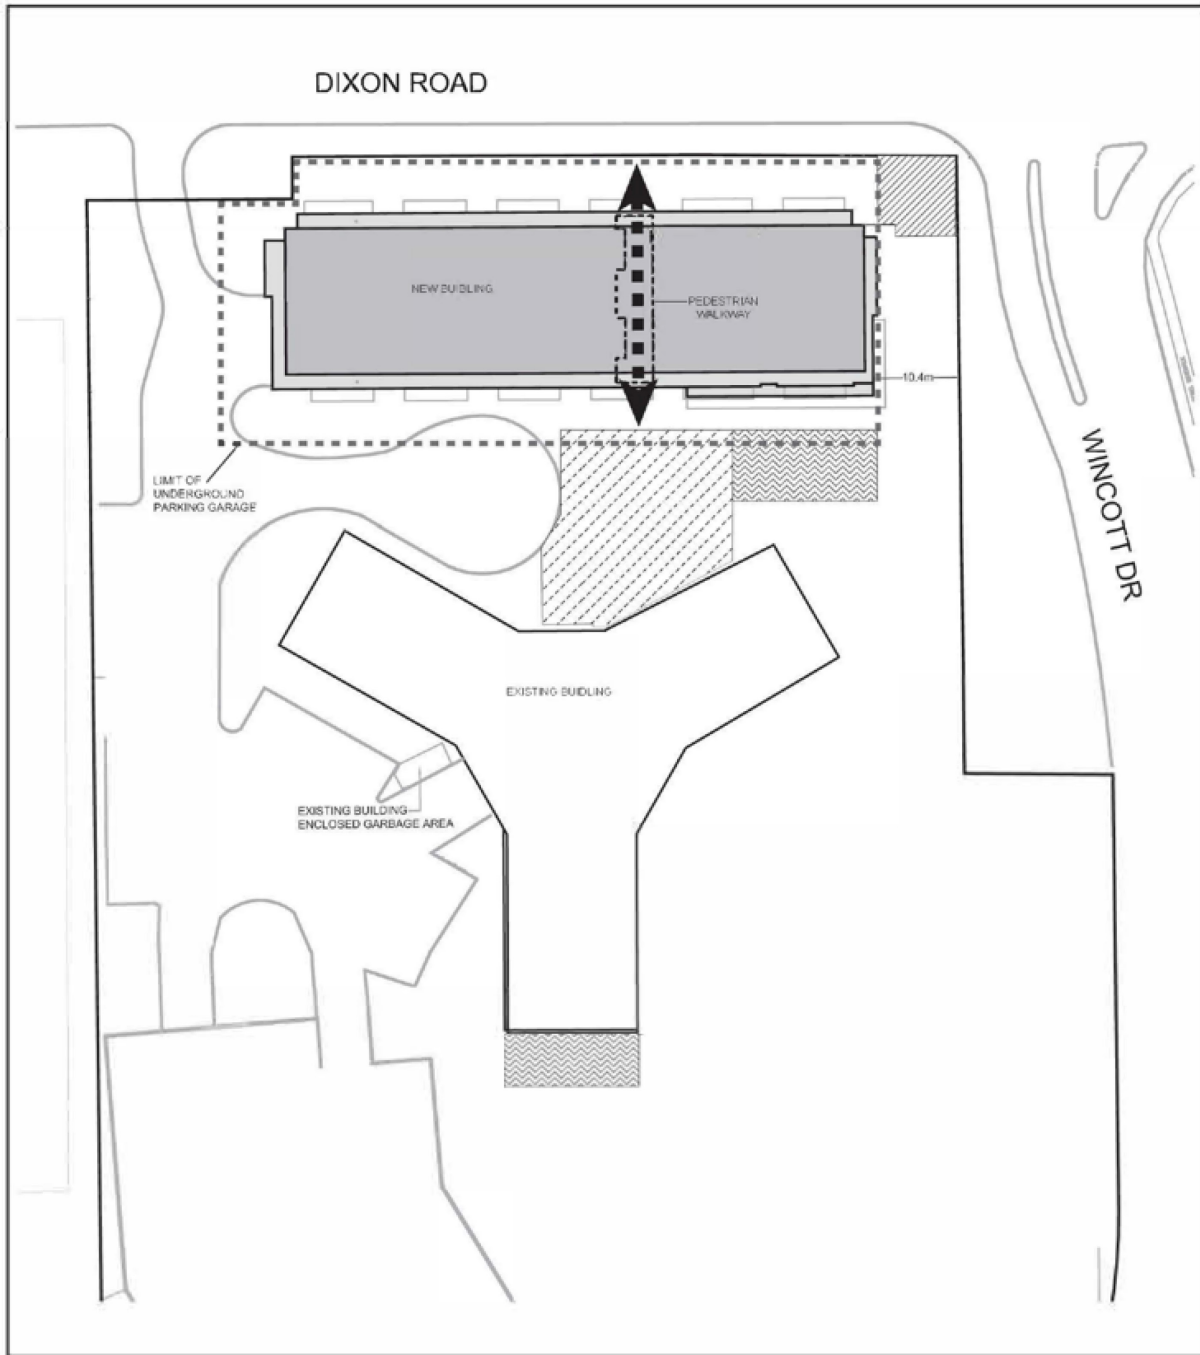 DIXON ROAD
NEW BUIBLING
PEDESTRIAN
WALKWAY
10.4m
LIMIT OF
UNDERGROUND
PARKING GARAGE
WINCOTT DR
EXISTING BUIDLING
EXISTING BUILDING
ENCLOSED GARBAGE AREA